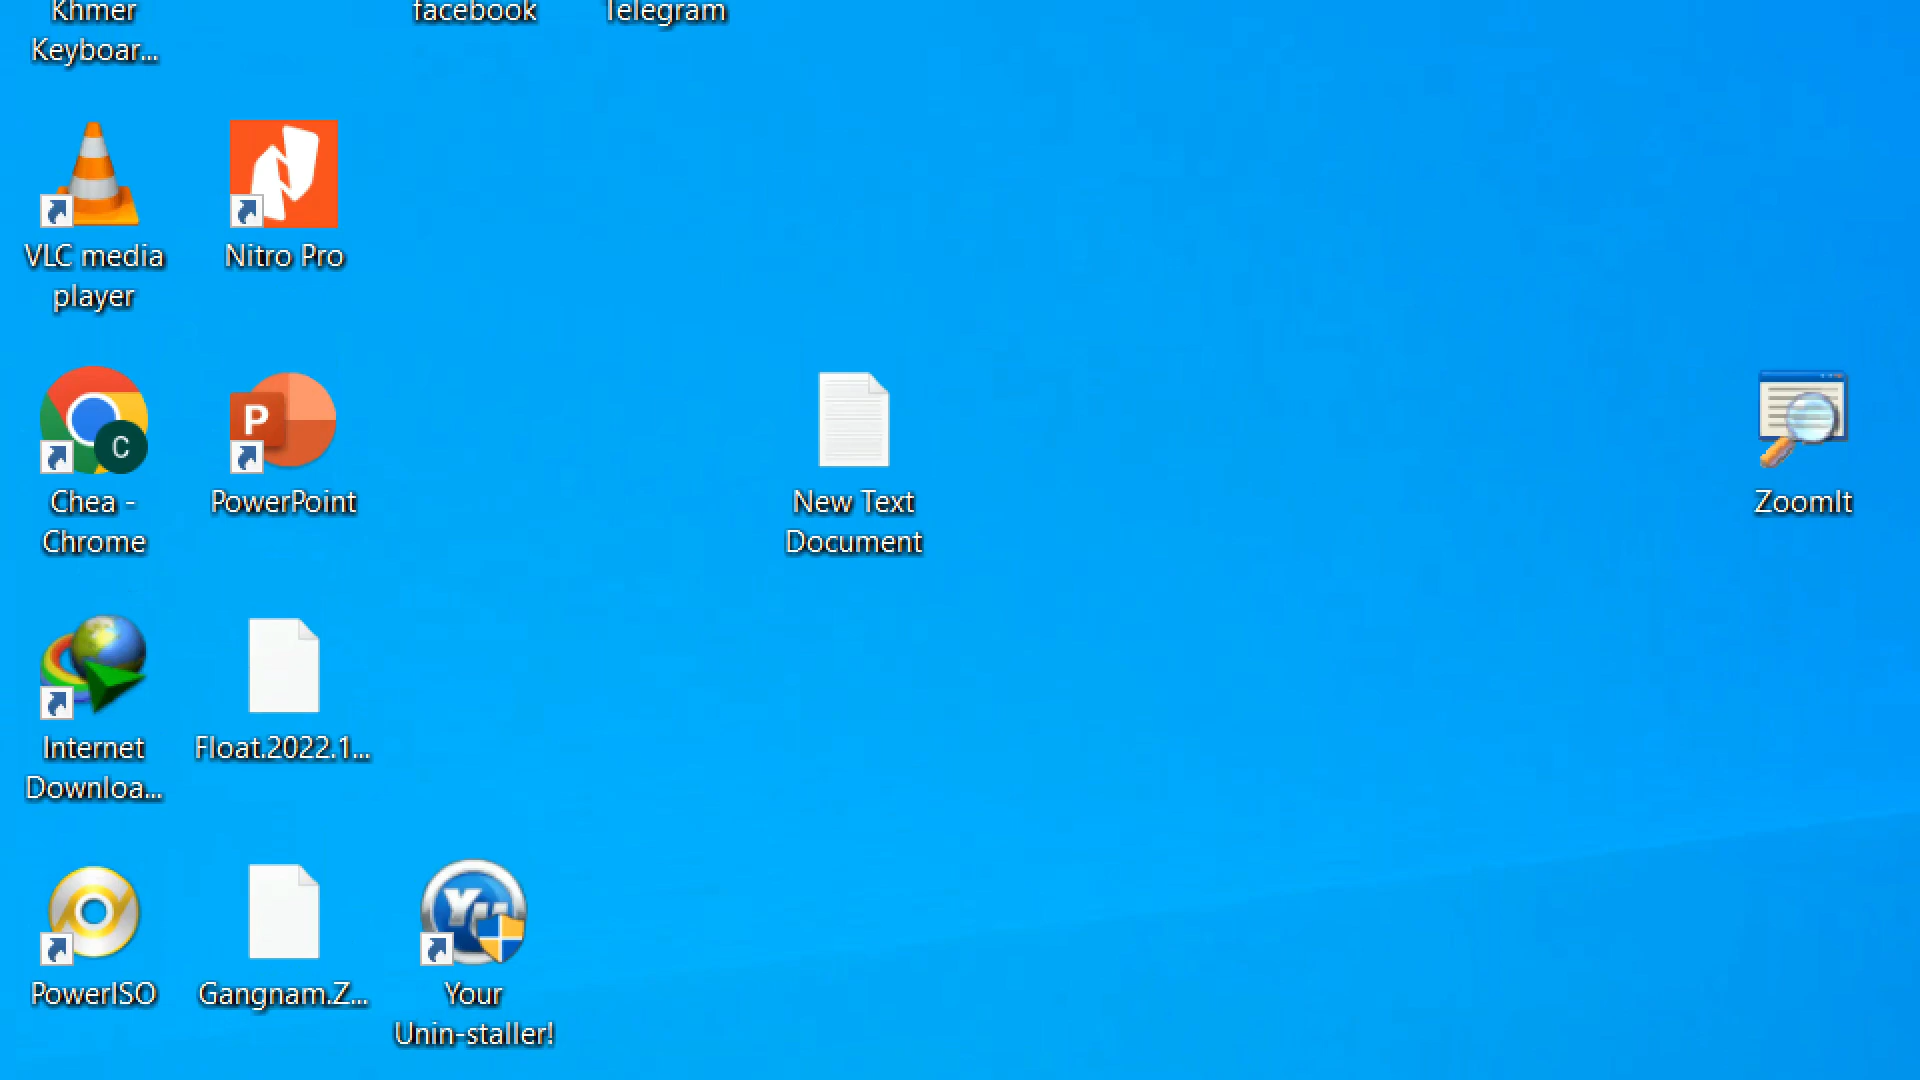 Khmer
Keyboar...
facebook
Telegram
VLC media
player
Nitro Pro
Chea -
Chrome
PowerPoint
New Text
Document
ZoomIt
Internet
Downloa...
Float.2022.1...
PowerISO
Gangnam.Z...
Your
Unin-staller!